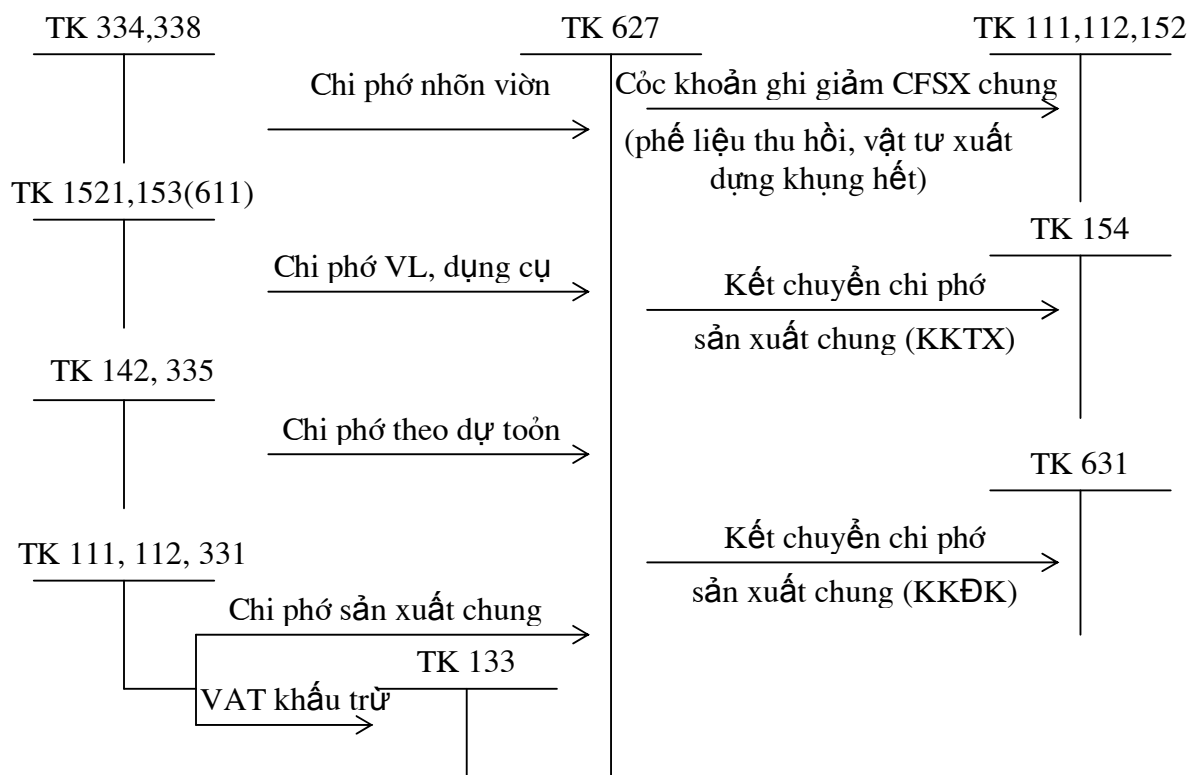 TK 334,338
TK 627
TK 111,112,152
Chi phớ nhõn viờn
Cỏc khoản ghi giảm CFSX chung
(phế liệu thu hồi, vật tư xuất
dựng khụng hết)
TK 1521,153(611)
TK 154
Chi phớ VL, dụng cụ
Kết chuyển chi phớ
sản xuất chung (KKTX)
TK 142, 335
Chi phớ theo dự toỏn
TK 631
TK 111, 112, 331
Kết chuyển chi phớ
sản xuất chung (KKĐK)
Chi phớ sản xuất chung
TK 133
VAT khấu trừ